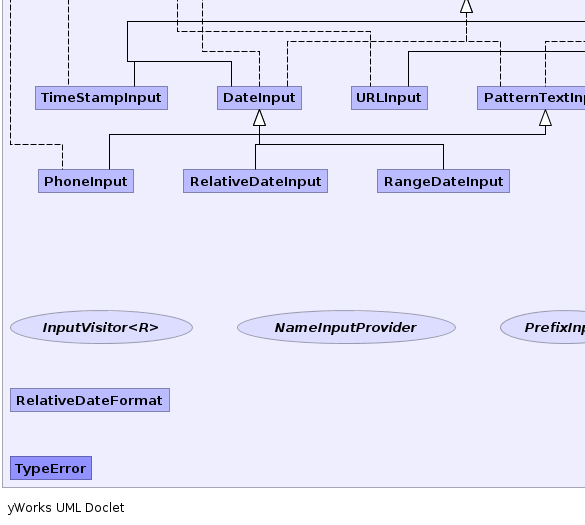 TimeStampInput DateInput URLInput PatternTextInp
PhoneInput RelativeDateInput RangeDateInput
InputVisitor<R> NameInputProvider PrefixInp
RelativeDateFormat
TypeError
yWorks UML Doclet